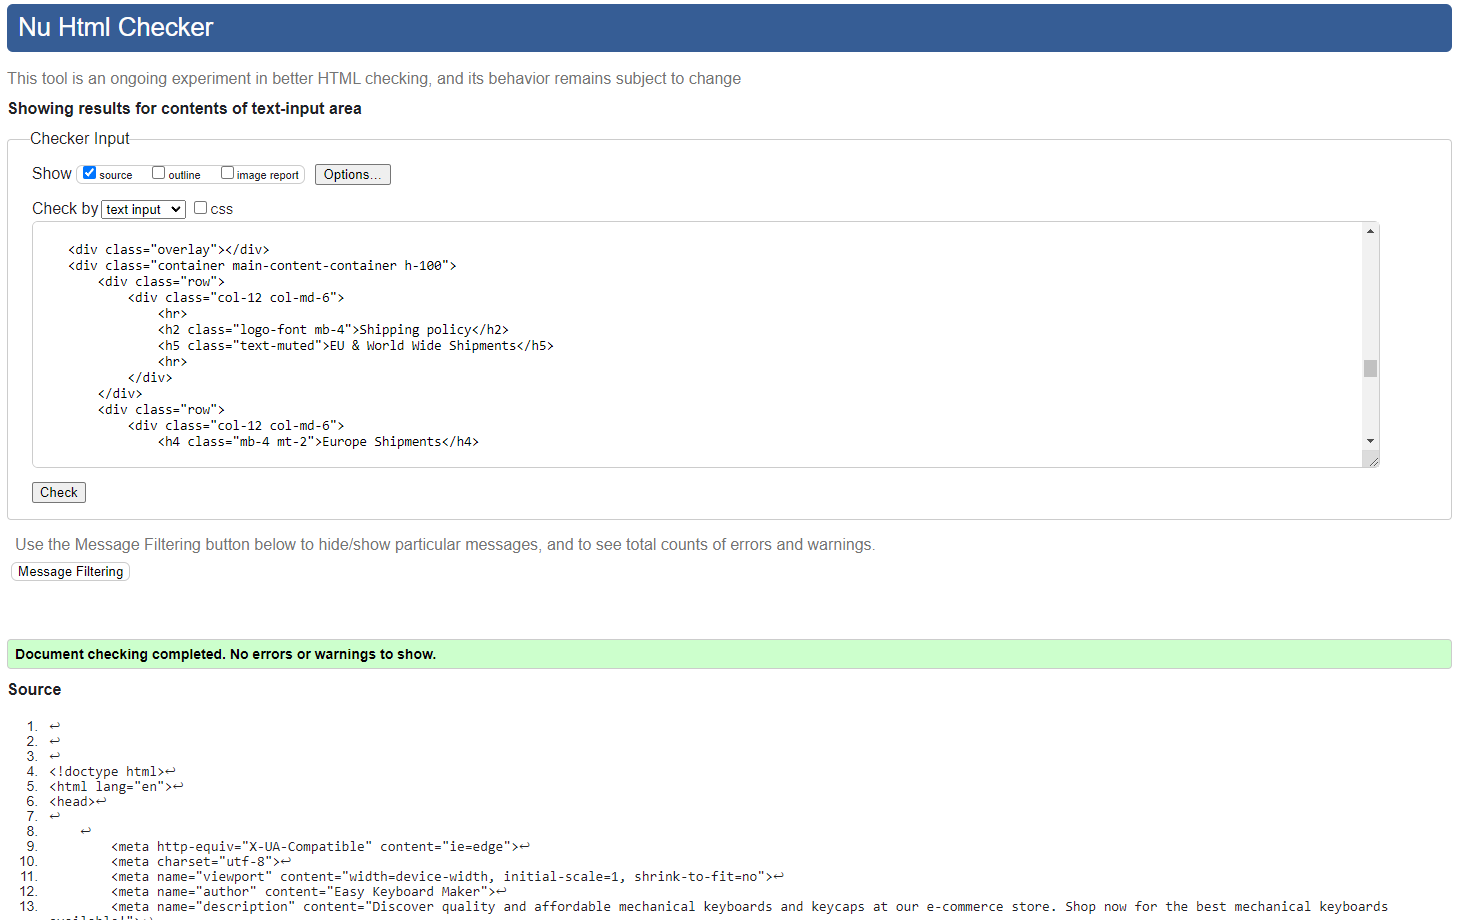 Nu Html Checker
This tool is an ongoing experiment in better HTML checking, and its behavior remains subject to change
Showing results for contents of text-input area
Checker Input
Show source outline image report Options...
Check by text input css
<div class="overlay"></div>
<div class="container main-content-container h-100">
<div class="row">
<div class="col-12 col-md-6">
<hr>
<h2 class="logo-font mb-4">Shipping policy</h2>
<h5 class="text-muted">EU & World Wide Shipments</h5>
<hr>
</div>
</div>
<div class="row">
<div class="col-12 col-md-6">
<h4 class="mb-4 mt-2">Europe Shipments</h4>
Check
Use the Message Filtering button below to hide/show particular messages, and to see total counts of errors and warnings.
Message Filtering
Document checking completed. No errors or warnings to show.
Source
1. ↩
2. ↩
3. ↩
4. <!doctype html>↩
5. <html lang="en">↩
6. <head>↩
7. ↩
8. ↩
9. <meta http-equiv="X-UA-Compatible" content="ie=edge">↩
10. <meta charset="utf-8">↩
11. <meta name="viewport" content="width=device-width, initial-scale=1, shrink-to-fit=no">↩
12. <meta name="author" content="Easy Keyboard Maker">↩
13. <meta name="description" content="Discover quality and affordable mechanical keyboards and keycaps at our e-commerce store. Shop now for the best mechanical keyboards